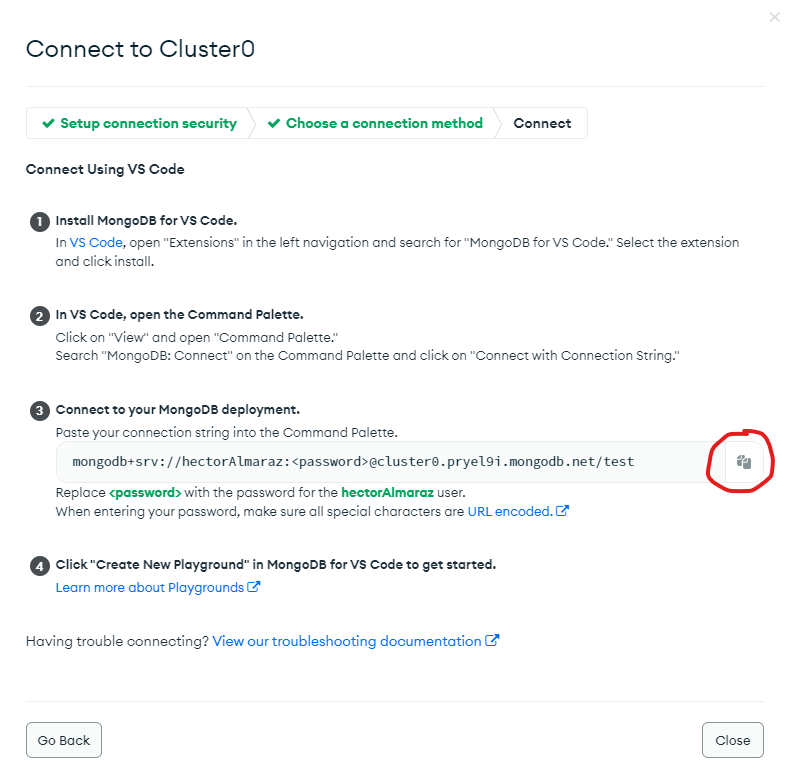 Connect to Cluster0
Setup connection security
Choose a connection method
Connect
Connect Using VS Code
1 Install MongoDB for VS Code.
In VS Code, open "Extensions" in the left navigation and search for "MongoDB for VS Code." Select the extension
and click install.
2 In VS Code, open the Command Palette.
Click on "View" and open "Command Palette."
Search "MongoDB: Connect" on the Command Palette and click on "Connect with Connection String."
3 Connect to your MongoDB deployment.
Paste your connection string into the Command Palette.
mongodb+srv://hectorAlmaraz:<password>@cluster0.pryel9i.mongodb.net/test
Replace <password> with the password for the hectorAlmaraz user.
When entering your password, make sure all special characters are URL encoded.
4 Click "Create New Playground" in MongoDB for VS Code to get started.
Learn more about Playgrounds
Having trouble connecting? View our troubleshooting documentation
Go Back
Close